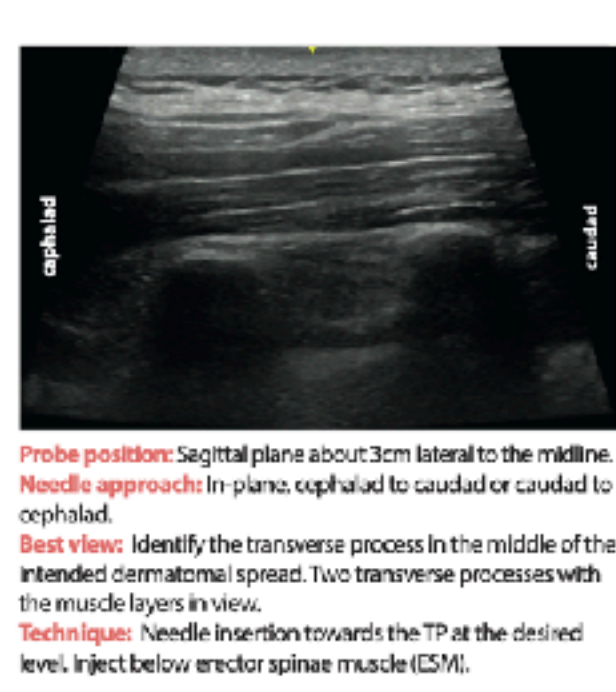 cephalad
caudad
Probe position: Sagittal plane about 3cm lateral to the midline.
Needle approach: In-plane, cephalad to caudad or caudad to
cephalad.
Best view: Identify the transverse process in the middle of the
intended dermatomal spread. Two transverse processes with
the muscle layers in view.
Technique: Needle insertion towards the TP at the desired
level. Inject below erector spinae muscle (ESM).